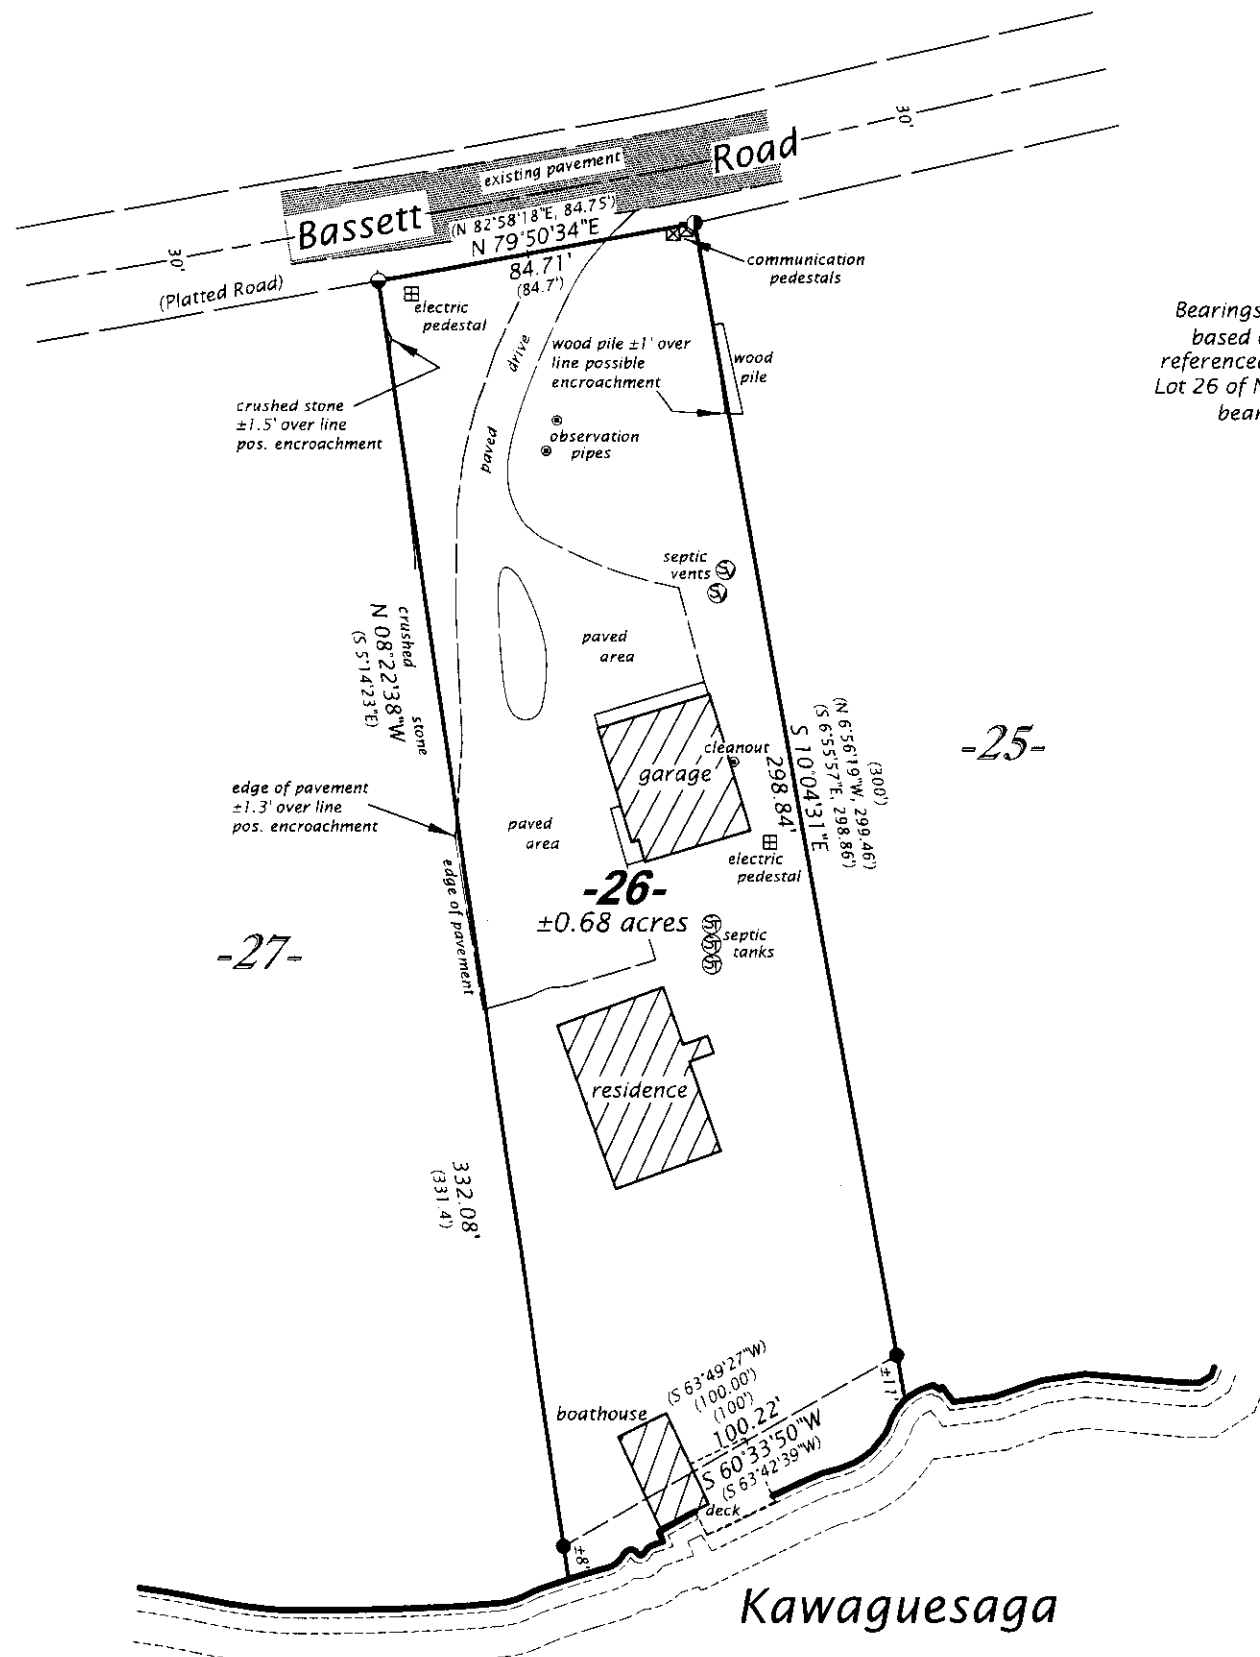 30'
existing pavement
Road
Bassett
(N 82°58'18"E, 84.75')
N 79°50'34"E
84.71'
(84.7')
30'
(Platted Road)
communication
pedestals
electric
pedestal
drive
paved
wood pile ±1' over
line possible
encroachment
wood
pile
Bearings
based
referenced
Lot 26 of
bear
crushed stone
±1.5' over line
pos. encroachment
observation
pipes
septic
vents
SV
SV
crushed
stone
N 08°22'38"W
(S 5°14'23"E)
paved
area
cleanout
garage
(300')
(N 6°56'19"W, 299.46')
(S 6°55'57"E, 298.86')
S 10°04'31"E
298.84'
-25-
edge of pavement
±1.3' over line
pos. encroachment
paved
area
electric
pedestal
edge of pavement
-26-
±0.68 acres
septic
tanks
-27-
residence
332.08'
(331.4')
boathouse
(S 63°49'27"W)
(100.00')
(100')
100.22'
S 60°33'50"W
(S 63°42'39"W)
deck
±11'
±8'
Kawaguesaga